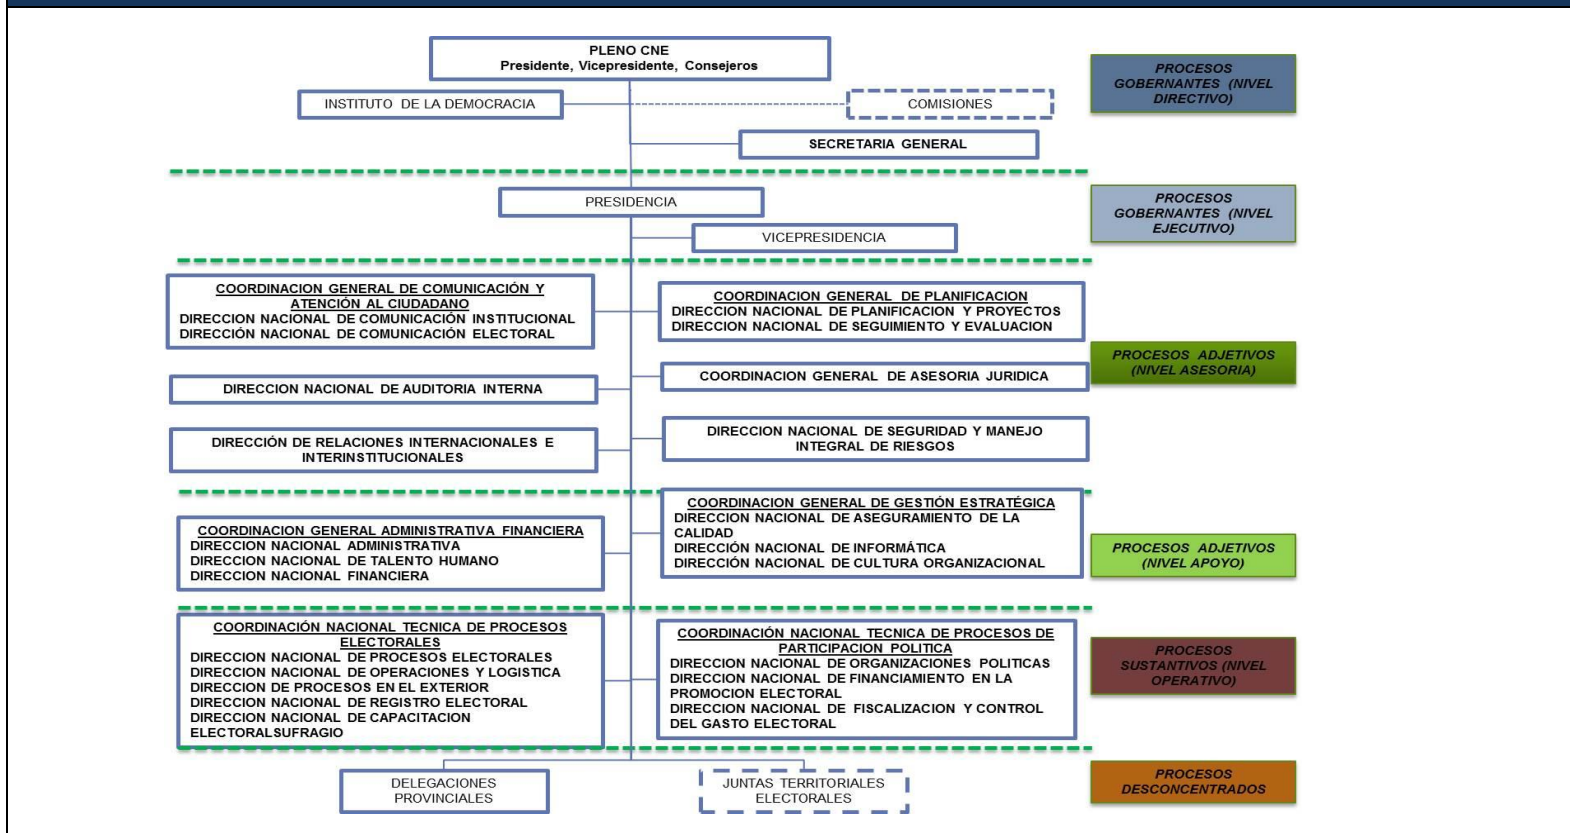 PLENO CNE
Presidente, Vicepresidente, Consejeros
INSTITUTO DE LA DEMOCRACIA
COMISIONES
SECRETARIA GENERAL
PROCESOS
GOBERNANTES (NIVEL
DIRECTIVO)
PRESIDENCIA
VICEPRESIDENCIA
PROCESOS
GOBERNANTES (NIVEL
EJECUTIVO)
COORDINACION GENERAL DE COMUNICACIÓN Y
ATENCIÓN AL CIUDADANO
DIRECCION NACIONAL DE COMUNICACIÓN INSTITUCIONAL
DIRECCIÓN NACIONAL DE COMUNICACIÓN ELECTORAL
COORDINACION GENERAL DE PLANIFICACION
DIRECCION NACIONAL DE PLANIFICACION Y PROYECTOS
DIRECCION NACIONAL DE SEGUIMIENTO Y EVALUACION
DIRECCION NACIONAL DE AUDITORIA INTERNA
COORDINACION GENERAL DE ASESORIA JURIDICA
DIRECCIÓN DE RELACIONES INTERNACIONALES E
INTERINSTITUCIONALES
DIRECCION NACIONAL DE SEGURIDAD Y MANEJO
INTEGRAL DE RIESGOS
PROCESOS ADJETIVOS
(NIVEL ASESORIA)
COORDINACION GENERAL ADMINISTRATIVA FINANCIERA
DIRECCION NACIONAL ADMINISTRATIVA
DIRECCION NACIONAL DE TALENTO HUMANO
DIRECCION NACIONAL FINANCIERA
COORDINACION GENERAL DE GESTIÓN ESTRATÉGICA
DIRECCION NACIONAL DE ASEGURAMIENTO DE LA
CALIDAD
DIRECCIÓN NACIONAL DE INFORMÁTICA
DIRECCIÓN NACIONAL DE CULTURA ORGANIZACIONAL
PROCESOS ADJETIVOS
(NIVEL APOYO)
COORDINACIÓN NACIONAL TECNICA DE PROCESOS
ELECTORALES
DIRECCION NACIONAL DE PROCESOS ELECTORALES
DIRECCION NACIONAL DE OPERACIONES Y LOGISTICA
DIRECCION DE PROCESOS EN EL EXTERIOR
DIRECCION NACIONAL DE REGISTRO ELECTORAL
DIRECCION NACIONAL DE CAPACITACION
ELECTORALSUFRAGIO
COORDINACIÓN NACIONAL TECNICA DE PROCESOS DE
PARTICIPACION POLITICA
DIRECCION NACIONAL DE ORGANIZACIONES POLITICAS
DIRECCION NACIONAL DE FINANCIAMIENTO EN LA
PROMOCION ELECTORAL
DIRECCION NACIONAL DE FISCALIZACION Y CONTROL
DEL GASTO ELECTORAL
PROCESOS
SUSTANTIVOS (NIVEL
OPERATIVO)
DELEGACIONES
PROVINCIALES
JUNTAS TERRITORIALES
ELECTORALES
PROCESOS
DESCONCENTRADOS